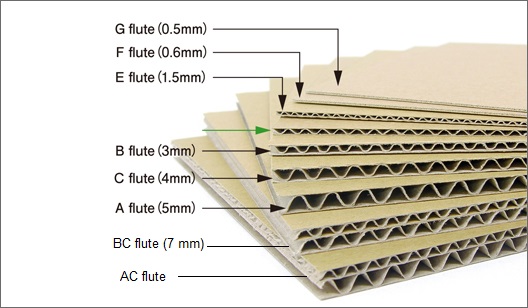 G flute (0.5mm)
F flute (0.6mm)
E flute (1.5mm)
B flute (3mm)
C flute (4mm)
A flute (5mm)
BC flute (7 mm)
AC flute